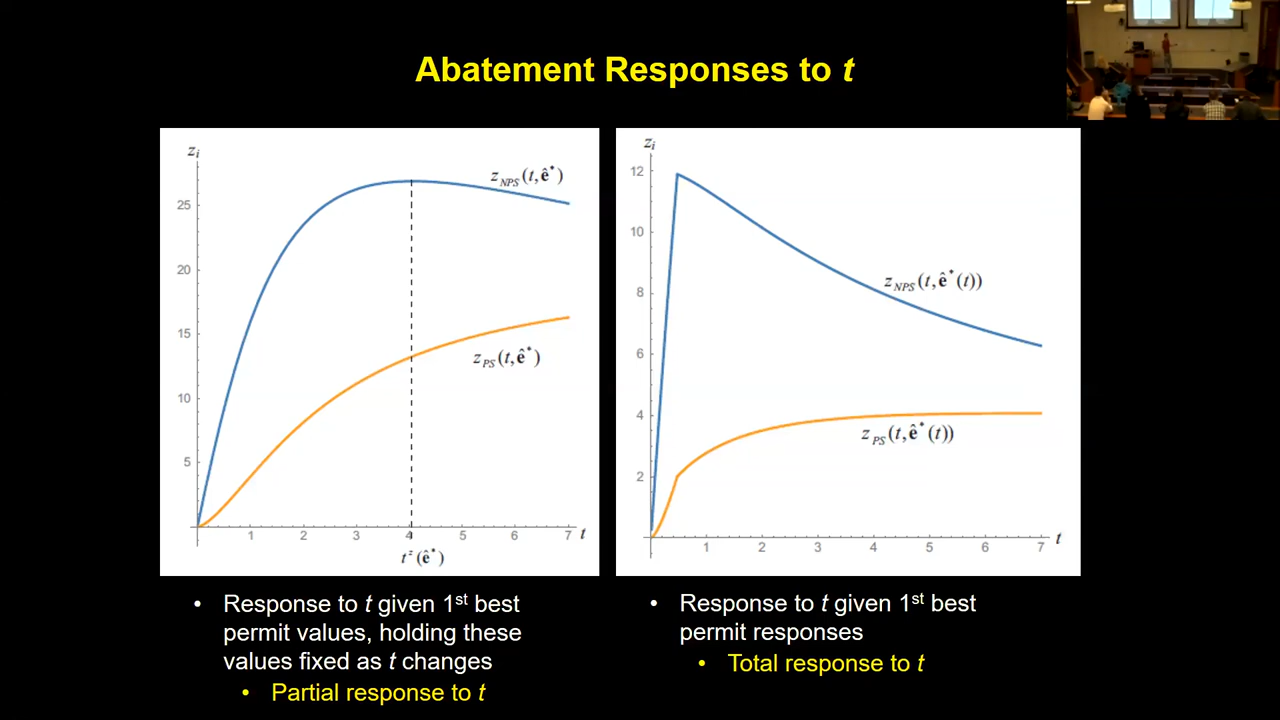 Abatement Responses to t
z_i
z_NPS(t,ê*)
25
20
15
z_PS(t,ê*)
10
5
1 2 3 4 5 6 7 t
t^z(ê*)
z_i
12
10
z_NPS(t,ê*(t))
8
6
4
z_PS(t,ê*(t))
2
1 2 3 4 5 6 7 t
• Response to t given 1st best
permit values, holding these
values fixed as t changes
• Partial response to t
• Response to t given 1st best
permit responses
• Total response to t